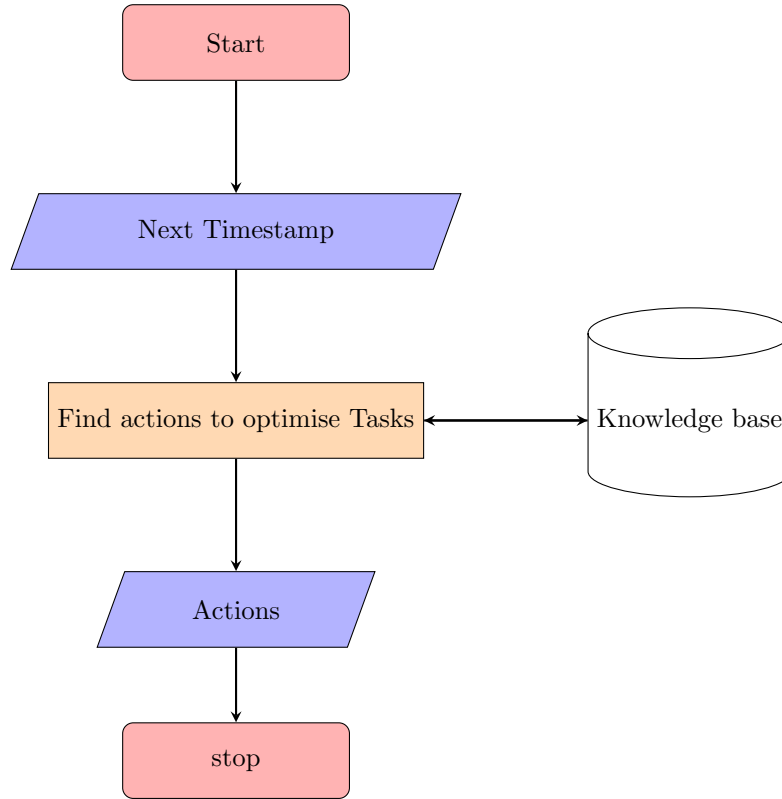 Start
Next Timestamp
Find actions to optimise Tasks
Knowledge base
Actions
stop